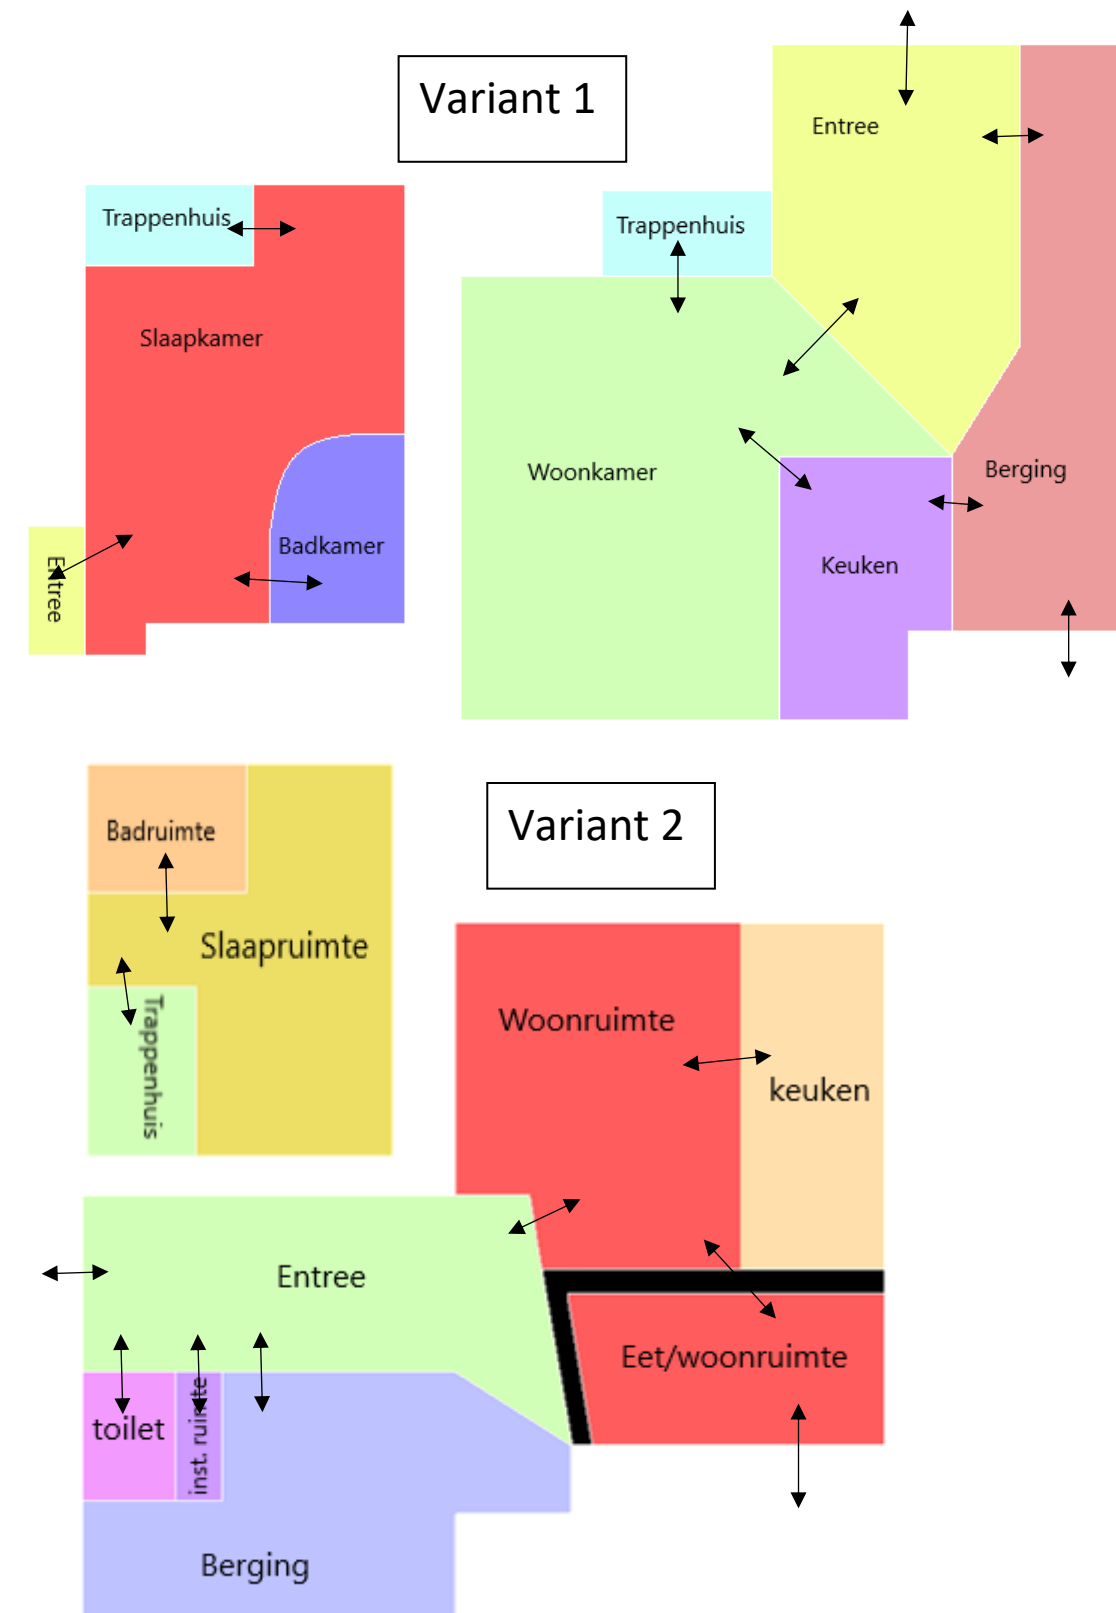 Variant 1
Entree
Trappenhuis
Trappenhuis
Slaapkamer
Woonkamer
Berging
Badkamer
Keuken
Entree
Variant 2
Badruimte
Slaapruimte
Trappenhuis
Woonruimte
keuken
Entree
Eet/woonruimte
toilet
inst. ruimte
Berging